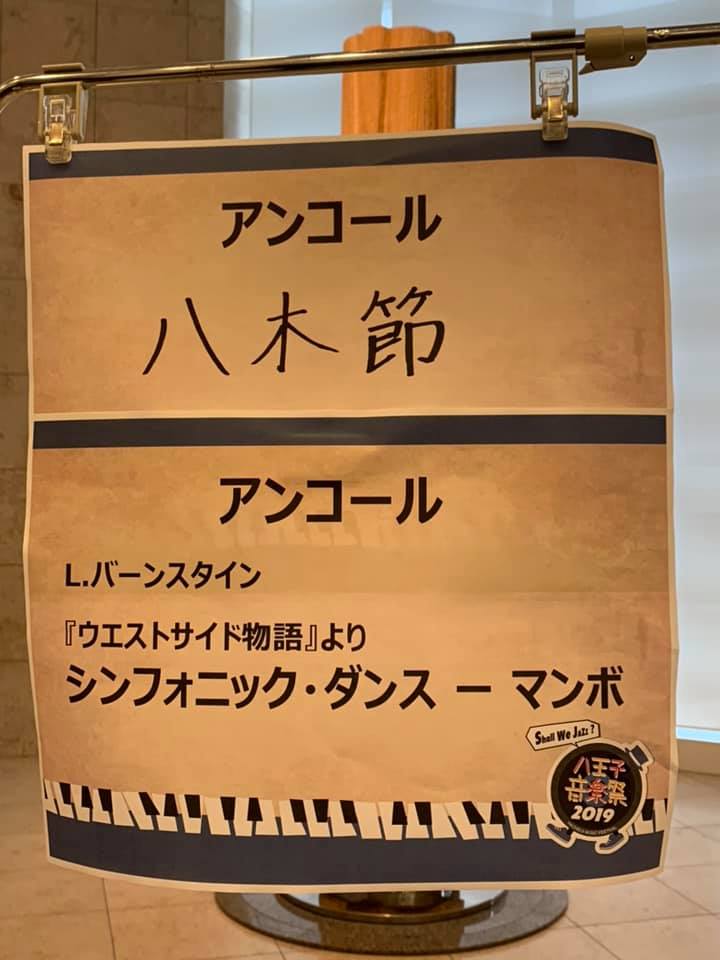 アンコール
八木節
アンコール
L.バーンスタイン
『ウエストサイド物語』より
シンフォニック・ダンス ー マンボ
Shall We Jazz?
八王子
音楽祭
2019